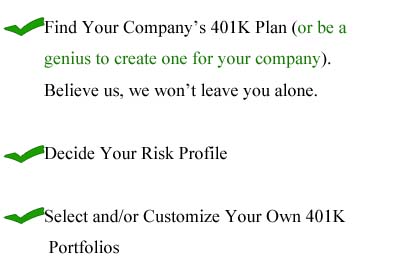 Find Your Company’s 401K Plan (or be a
genius to create one for your company).
Believe us, we won’t leave you alone.
Decide Your Risk Profile
Select and/or Customize Your Own 401K
Portfolios